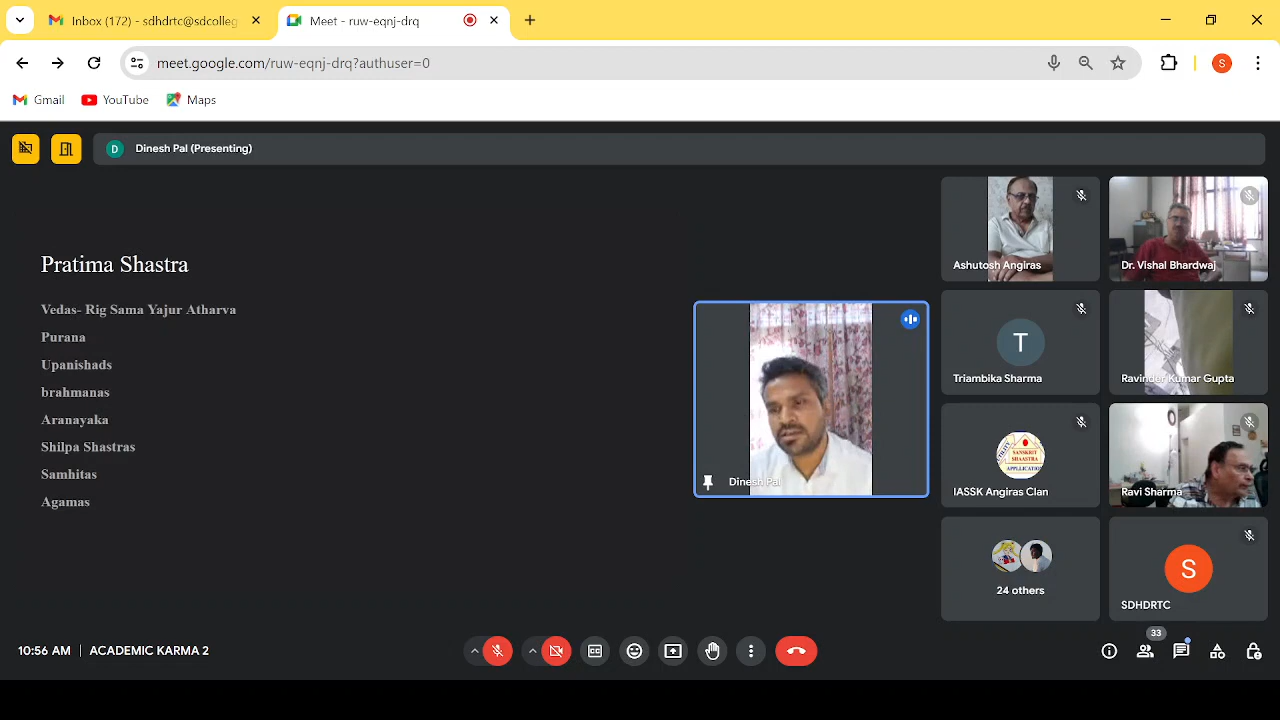 Inbox (172) - sdhdrtc@sdcolleg
Meet - ruw-eqnj-drq
meet.google.com/ruw-eqnj-drq?authuser=0
S
Gmail
YouTube
Maps
D
Dinesh Pal (Presenting)
Pratima Shastra
Vedas- Rig Sama Yajur Atharva
Purana
Upanishads
brahmanas
Aranayaka
Shilpa Shastras
Samhitas
Agamas
Dinesh Pal
Ashutosh Angiras
Dr. Vishal Bhardwaj
T
Triambika Sharma
Ravinder Kumar Gupta
SANSKRIT
SHAASTRA
APPLICATION
IASSK Angiras Clan
Ravi Sharma
24 others
S
SDHDRTC
10:56 AM
ACADEMIC KARMA 2
33